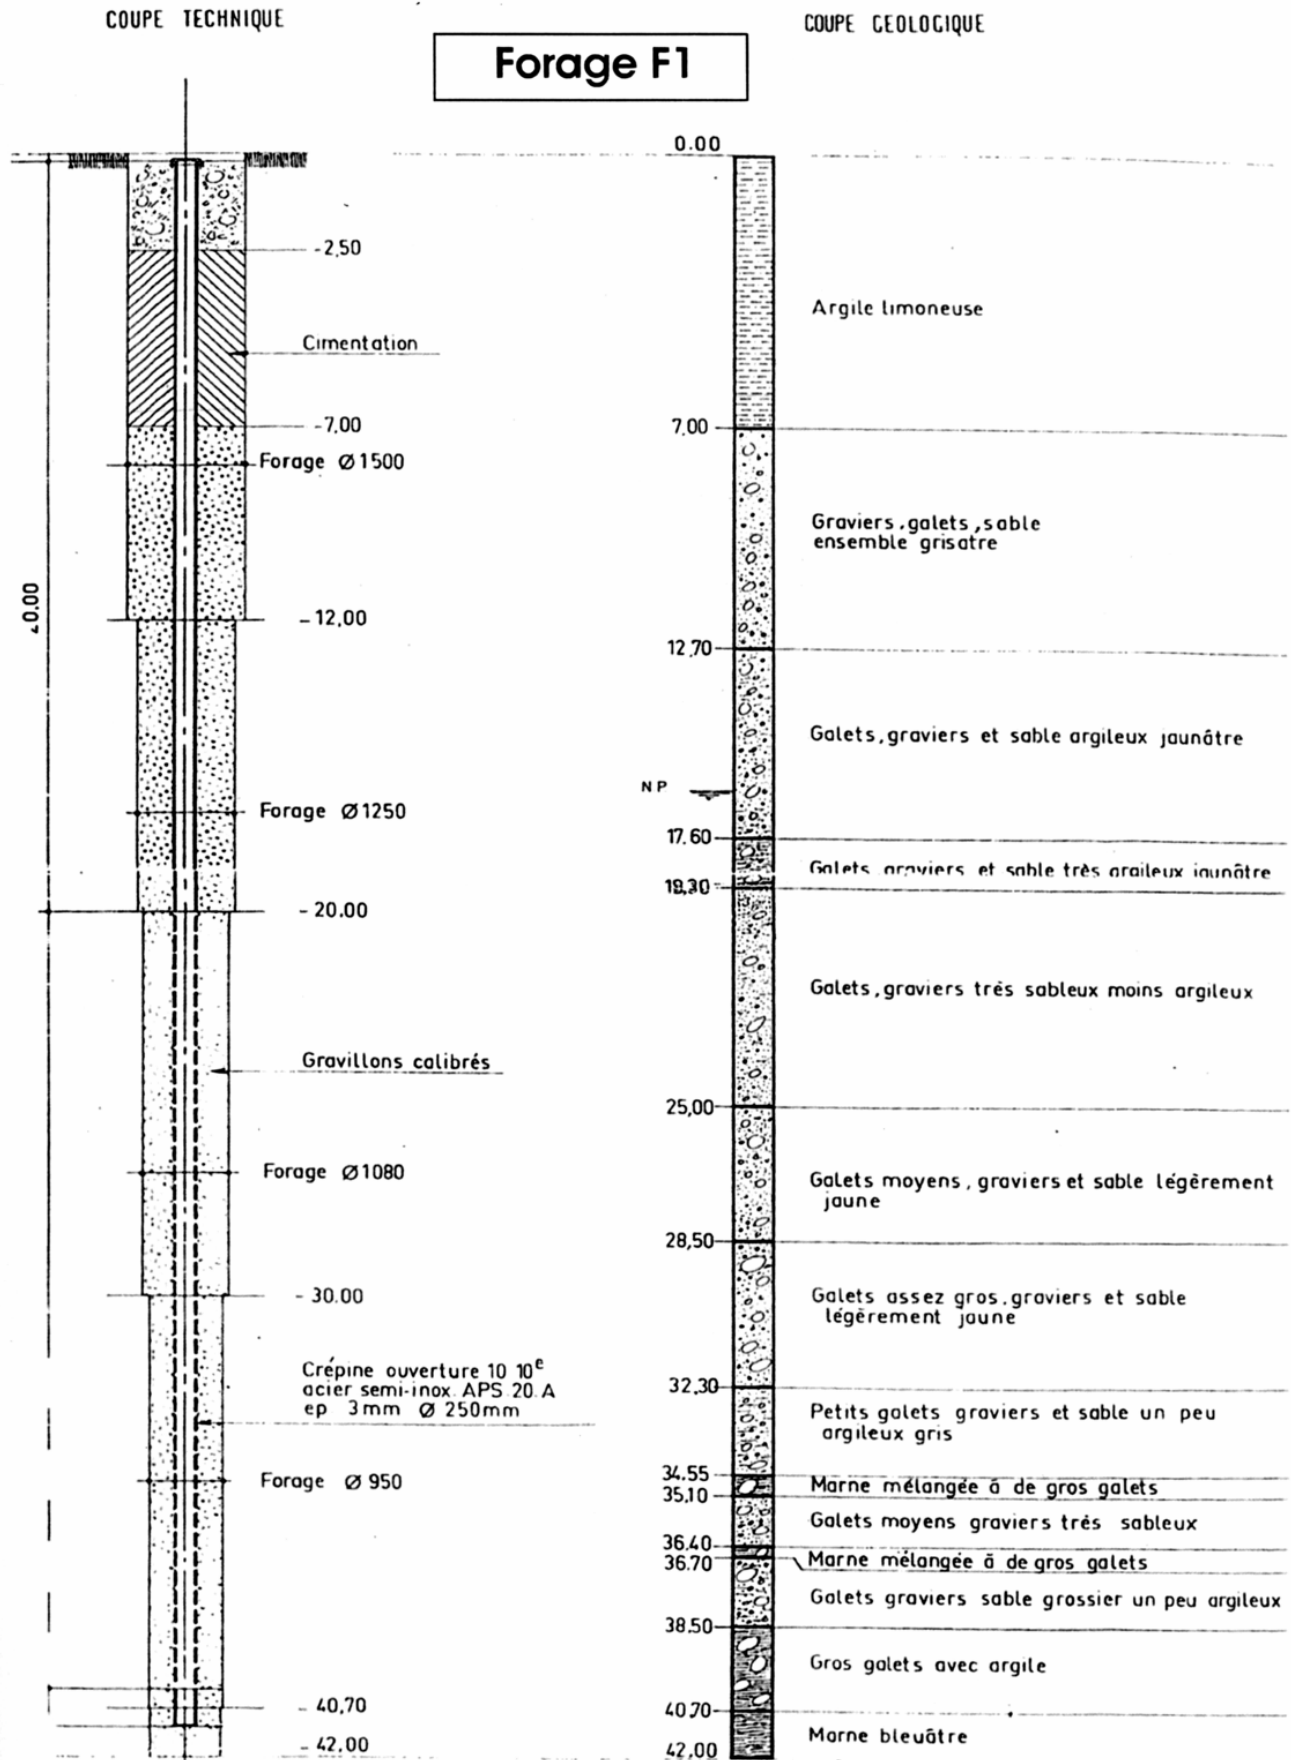 COUPE TECHNIQUE
COUPE GEOLOGIQUE
Forage F1
0.00
-2,50
Argile limoneuse
Cimentation
-7,00
7,00
Forage Ø1500
Graviers,galets,sable
ensemble grisatre
-12,00
12,70
Galets,graviers et sable argileux jaunâtre
NP
Forage Ø1250
17.60
Galets graviers et sable très argileux jaunâtre
19,30
-20.00
Galets,graviers trés sableux moins argileux
Gravillons calibrés
25,00
Forage Ø1080
Galets moyens, graviers et sable légèrement
jaune
28,50
-30.00
Galets assez gros,graviers et sable
légèrement jaune
Crépine ouverture 10 10e
acier semi-inox. APS.20.A
ep 3mm Ø 250mm
32,30
Petits galets graviers et sable un peu
argileux gris
Forage Ø 950
34.55
Marne mélangée à de gros galets
35,10
Galets moyens graviers trés sableux
36.40
36.70
Marne mélangée à de gros galets
Galets graviers sable grossier un peu argileux
38,50
Gros galets avec argile
-40,70
40,70
Marne bleuâtre
-42,00
42,00